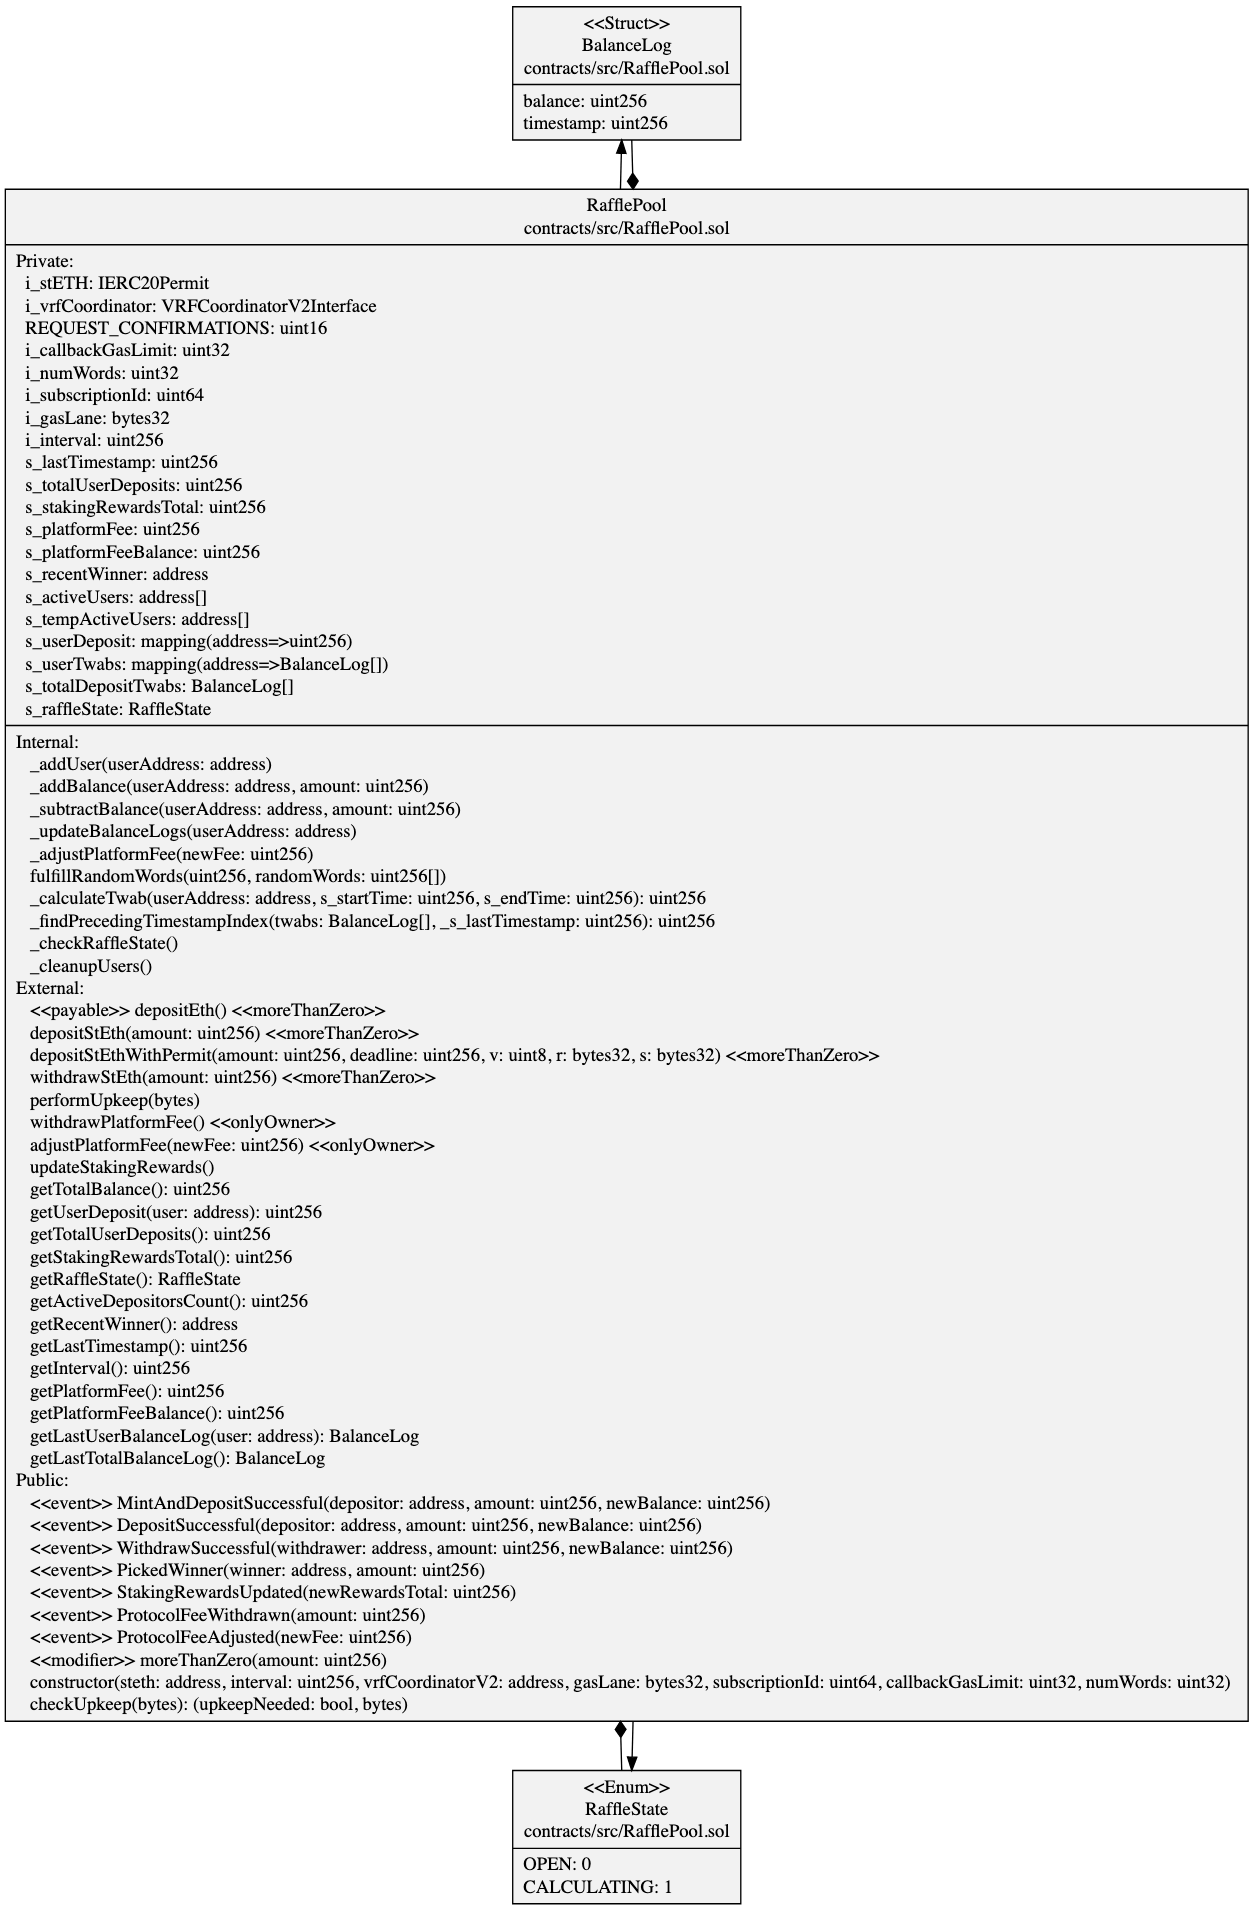 <<Struct>>
BalanceLog
contracts/src/RafflePool.sol
balance: uint256
timestamp: uint256
RafflePool
contracts/src/RafflePool.sol
Private:
i_stETH: IERC20Permit
i_vrfCoordinator: VRFCoordinatorV2Interface
REQUEST_CONFIRMATIONS: uint16
i_callbackGasLimit: uint32
i_numWords: uint32
i_subscriptionId: uint64
i_gasLane: bytes32
i_interval: uint256
s_lastTimestamp: uint256
s_totalUserDeposits: uint256
s_stakingRewardsTotal: uint256
s_platformFee: uint256
s_platformFeeBalance: uint256
s_recentWinner: address
s_activeUsers: address[]
s_tempActiveUsers: address[]
s_userDeposit: mapping(address=>uint256)
s_userTwabs: mapping(address=>BalanceLog[])
s_totalDepositTwabs: BalanceLog[]
s_raffleState: RaffleState
Internal:
_addUser(userAddress: address)
_addBalance(userAddress: address, amount: uint256)
_subtractBalance(userAddress: address, amount: uint256)
_updateBalanceLogs(userAddress: address)
_adjustPlatformFee(newFee: uint256)
fulfillRandomWords(uint256, randomWords: uint256[])
_calculateTwab(userAddress: address, s_startTime: uint256, s_endTime: uint256): uint256
_findPrecedingTimestampIndex(twabs: BalanceLog[], _s_lastTimestamp: uint256): uint256
_checkRaffleState()
_cleanupUsers()
External:
<<payable>> depositEth() <<moreThanZero>>
depositStEth(amount: uint256) <<moreThanZero>>
depositStEthWithPermit(amount: uint256, deadline: uint256, v: uint8, r: bytes32, s: bytes32) <<moreThanZero>>
withdrawStEth(amount: uint256) <<moreThanZero>>
performUpkeep(bytes)
withdrawPlatformFee() <<onlyOwner>>
adjustPlatformFee(newFee: uint256) <<onlyOwner>>
updateStakingRewards()
getTotalBalance(): uint256
getUserDeposit(user: address): uint256
getTotalUserDeposits(): uint256
getStakingRewardsTotal(): uint256
getRaffleState(): RaffleState
getActiveDepositorsCount(): uint256
getRecentWinner(): address
getLastTimestamp(): uint256
getInterval(): uint256
getPlatformFee(): uint256
getPlatformFeeBalance(): uint256
getLastUserBalanceLog(user: address): BalanceLog
getLastTotalBalanceLog(): BalanceLog
Public:
<<event>> MintAndDepositSuccessful(depositor: address, amount: uint256, newBalance: uint256)
<<event>> DepositSuccessful(depositor: address, amount: uint256, newBalance: uint256)
<<event>> WithdrawSuccessful(withdrawer: address, amount: uint256, newBalance: uint256)
<<event>> PickedWinner(winner: address, amount: uint256)
<<event>> StakingRewardsUpdated(newRewardsTotal: uint256)
<<event>> ProtocolFeeWithdrawn(amount: uint256)
<<event>> ProtocolFeeAdjusted(newFee: uint256)
<<modifier>> moreThanZero(amount: uint256)
constructor(steth: address, interval: uint256, vrfCoordinatorV2: address, gasLane: bytes32, subscriptionId: uint64, callbackGasLimit: uint32, numWords: uint32)
checkUpkeep(bytes): (upkeepNeeded: bool, bytes)
<<Enum>>
RaffleState
contracts/src/RafflePool.sol
OPEN: 0
CALCULATING: 1